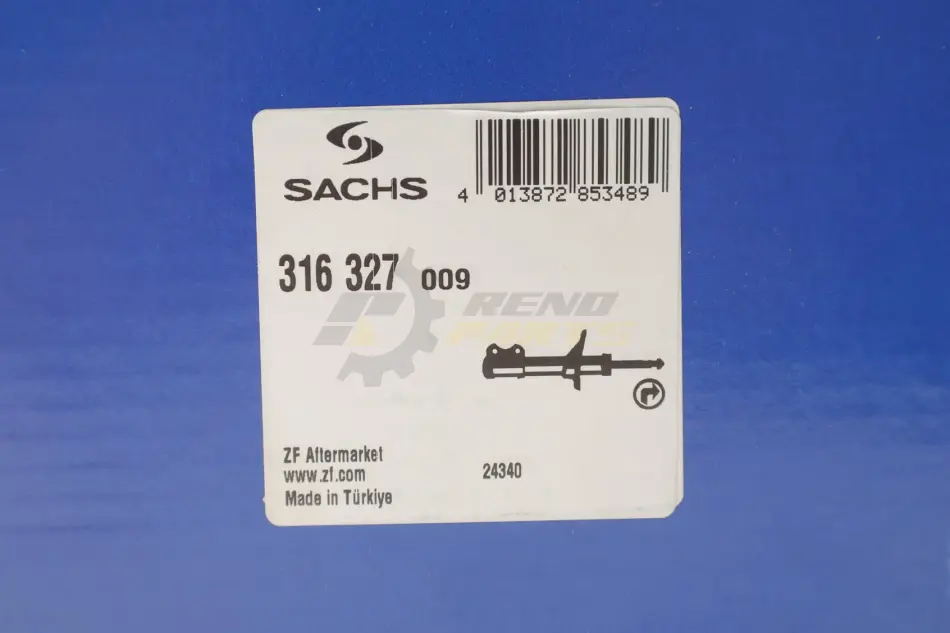 SACHS
4 013872 853489
316 327 009
RENO
PARTS
ZF Aftermarket
www.zf.com
Made in Türkiye
24340